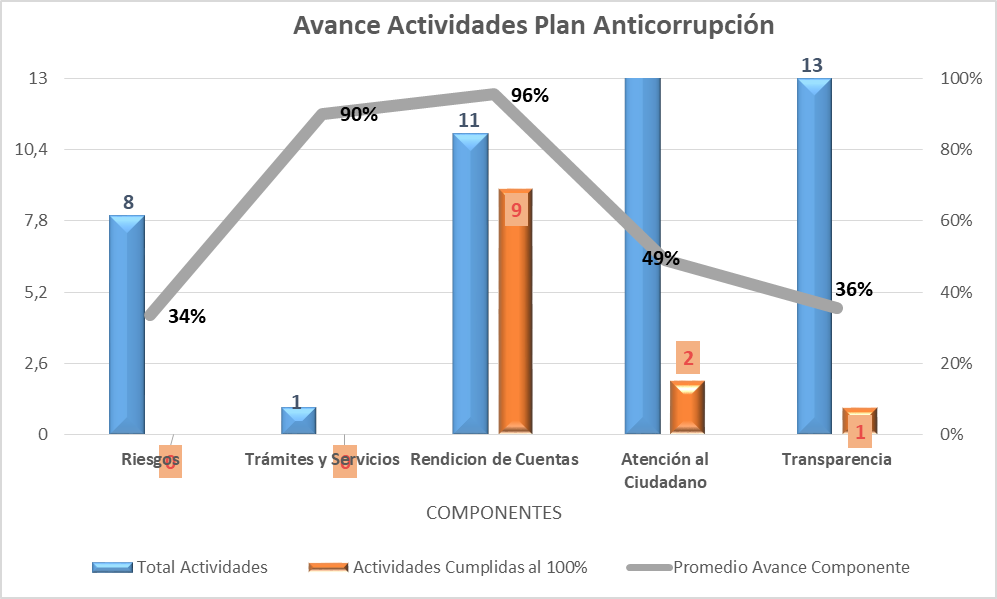 Avance Actividades Plan Anticorrupción
13
10,4
7,8
5,2
2,6
0
100%
80%
60%
40%
20%
0%
8
1
11
13
0
0
9
2
1
34%
90%
96%
49%
36%
Riesgos
Trámites y Servicios
Rendicion de Cuentas
Atención al
Ciudadano
Transparencia
COMPONENTES
Total Actividades
Actividades Cumplidas al 100%
Promedio Avance Componente